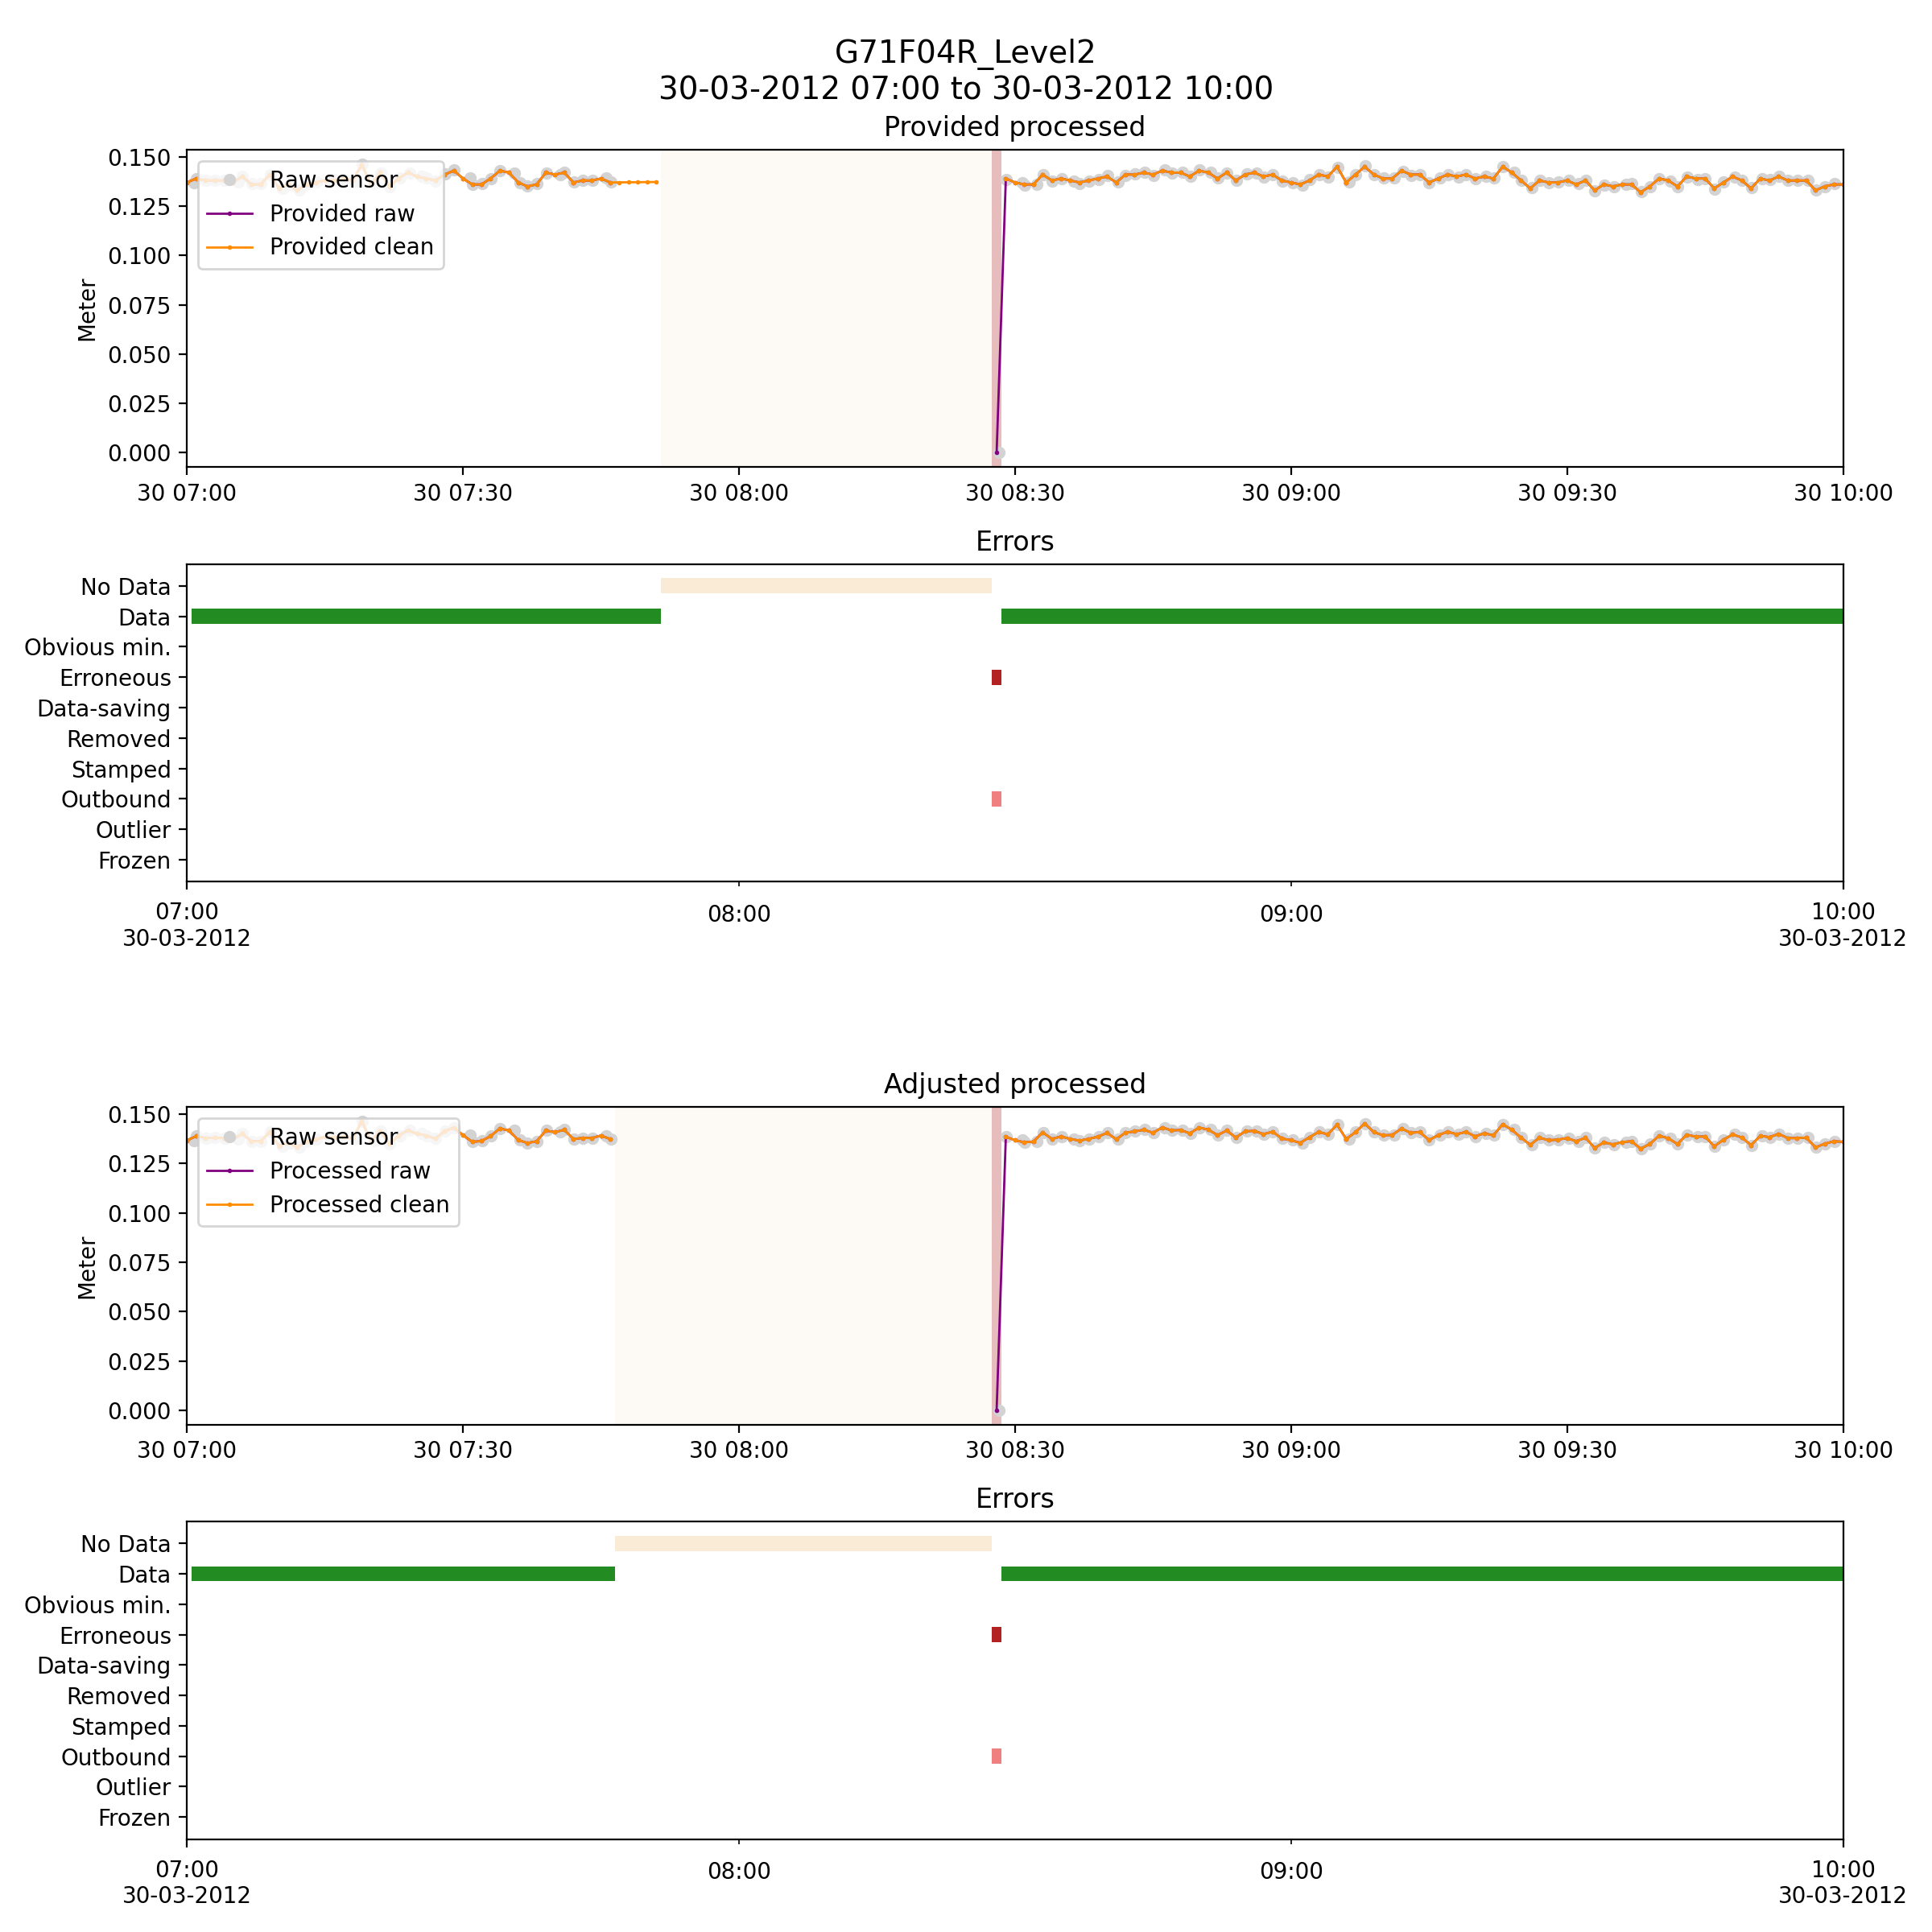 G71F04R_Level2
30-03-2012 07:00 to 30-03-2012 10:00
Provided processed
0.150
0.125
0.100
0.075
0.050
0.025
0.000
Meter
Raw sensor
Provided raw
Provided clean
30 07:00 30 07:30 30 08:00 30 08:30 30 09:00 30 09:30 30 10:00
Errors
No Data
Data
Obvious min.
Erroneous
Data-saving
Removed
Stamped
Outbound
Outlier
Frozen
07:00 08:00 09:00 10:00
30-03-2012 30-03-2012
Adjusted processed
0.150
0.125
0.100
0.075
0.050
0.025
0.000
Meter
Raw sensor
Processed raw
Processed clean
30 07:00 30 07:30 30 08:00 30 08:30 30 09:00 30 09:30 30 10:00
Errors
No Data
Data
Obvious min.
Erroneous
Data-saving
Removed
Stamped
Outbound
Outlier
Frozen
07:00 08:00 09:00 10:00
30-03-2012 30-03-2012